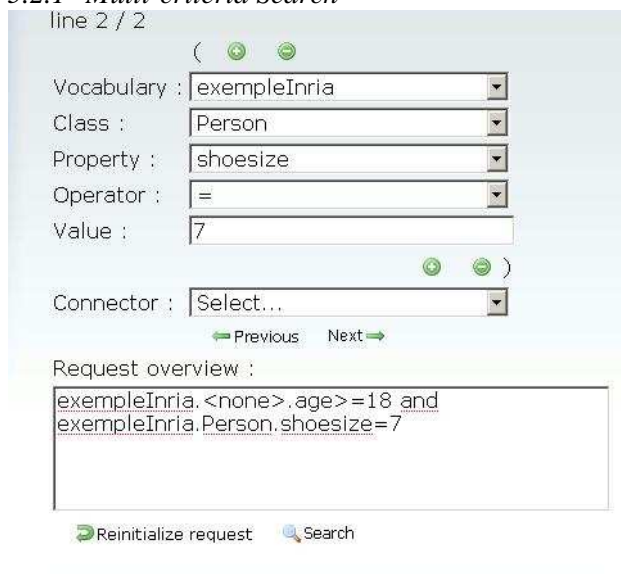 3.2.1 Multi-criteria Search
line 2 / 2
(
Vocabulary : exempleInria
Class : Person
Property : shoesize
Operator : =
Value : 7
)
Connector : Select...
Previous Next
Request overview :
exempleInria.<none>.age>=18 and
exempleInria.Person.shoesize=7
Reinitialize request Search